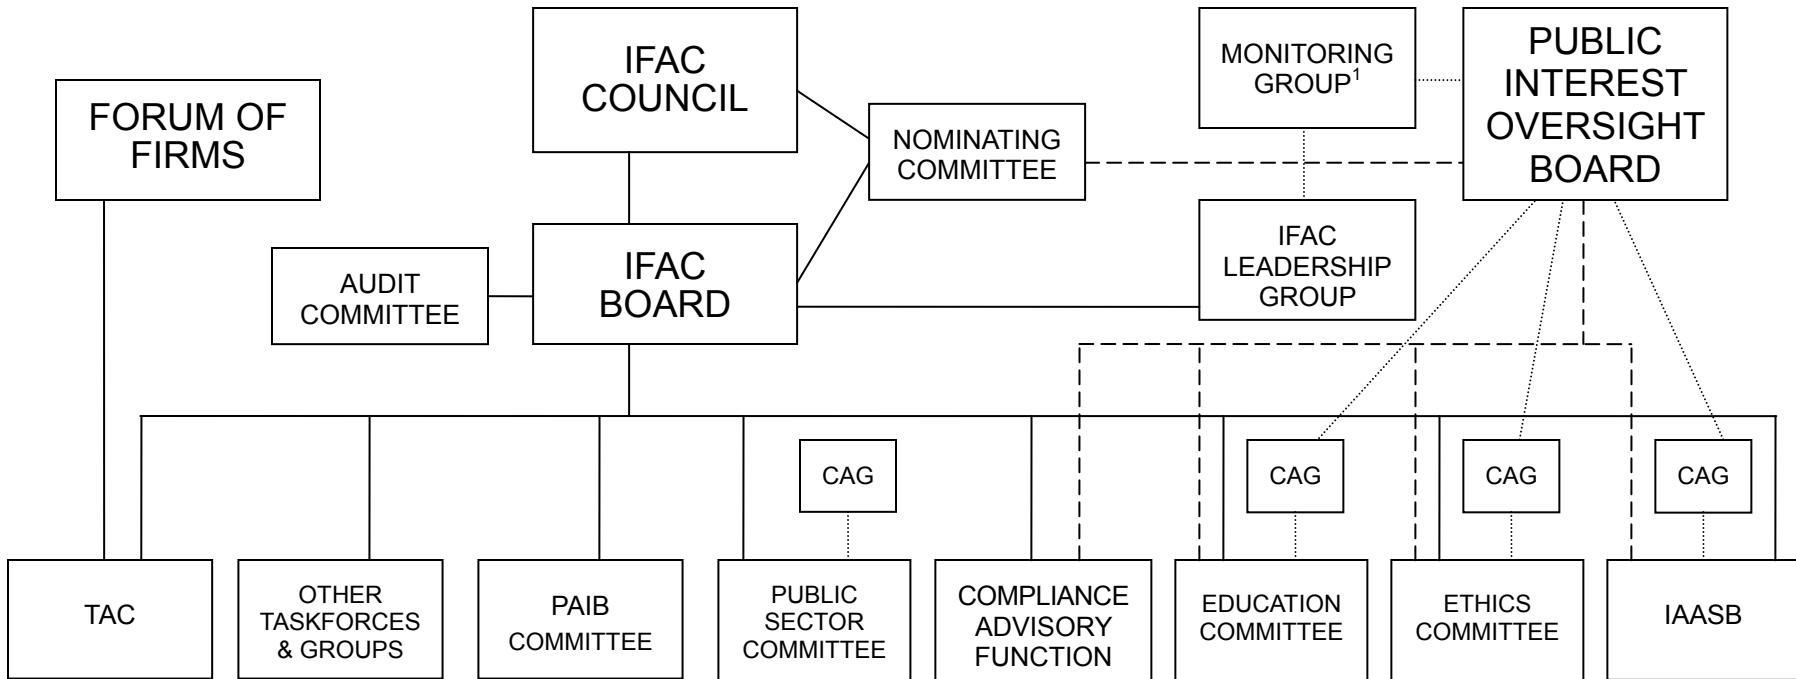 IFAC
COUNCIL
MONITORING
GROUP¹
PUBLIC
INTEREST
OVERSIGHT
BOARD
FORUM OF
FIRMS
NOMINATING
COMMITTEE
AUDIT
COMMITTEE
IFAC
BOARD
IFAC
LEADERSHIP
GROUP
CAG
CAG
CAG
CAG
TAC
OTHER
TASKFORCES
& GROUPS
PAIB
COMMITTEE
PUBLIC
SECTOR
COMMITTEE
COMPLIANCE
ADVISORY
FUNCTION
EDUCATION
COMMITTEE
ETHICS
COMMITTEE
IAASB